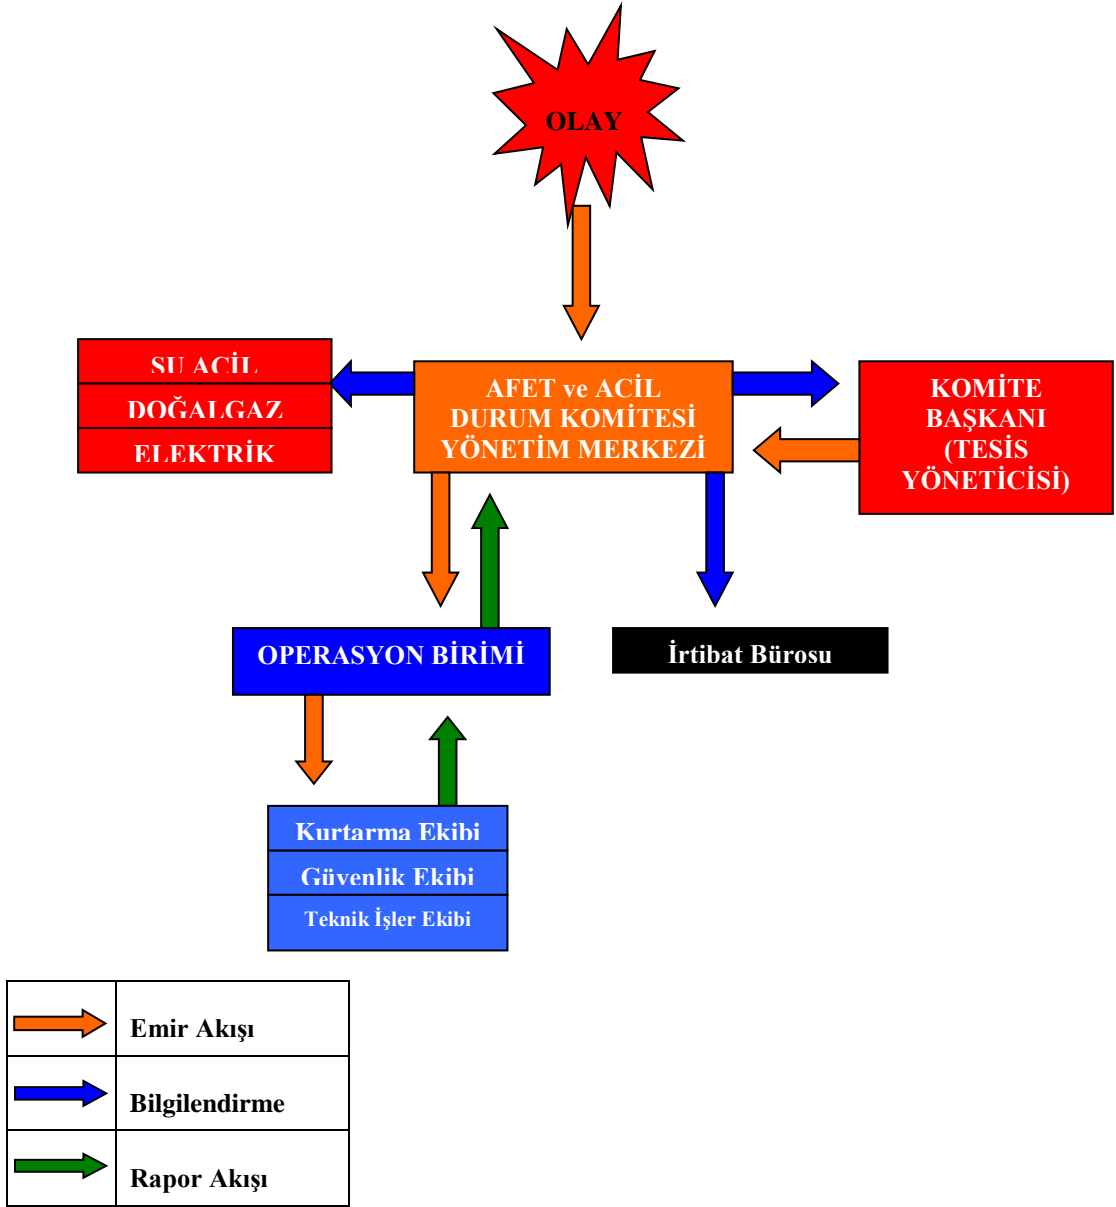 OLAY
SU ACİL
DOĞALGAZ
ELEKTRİK
AFET ve ACİL
DURUM KOMİTESİ
YÖNETİM MERKEZİ
KOMİTE
BAŞKANI
(TESİS
YÖNETİCİSİ)
OPERASYON BİRİMİ
İrtibat Bürosu
Kurtarma Ekibi
Güvenlik Ekibi
Teknik İşler Ekibi
Emir Akışı
Bilgilendirme
Rapor Akışı